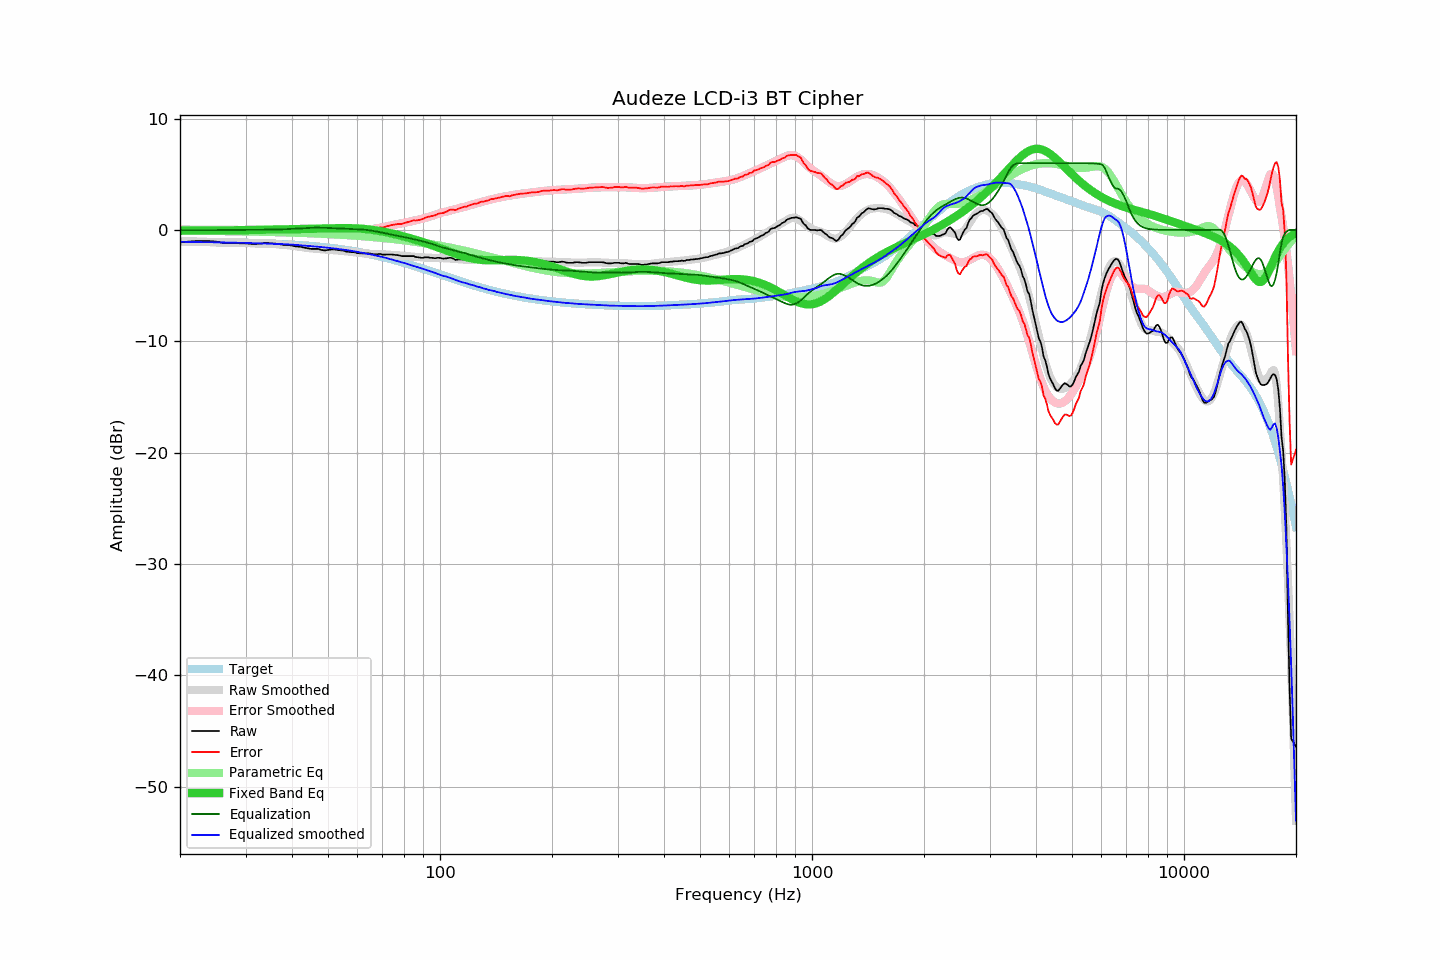 Audeze LCD-i3 BT Cipher
10
0
−10
−20
−30
−40
−50
Amplitude (dBr)
Target
Raw Smoothed
Error Smoothed
Raw
Error
Parametric Eq
Fixed Band Eq
Equalization
Equalized smoothed
100
1000
10000
Frequency (Hz)